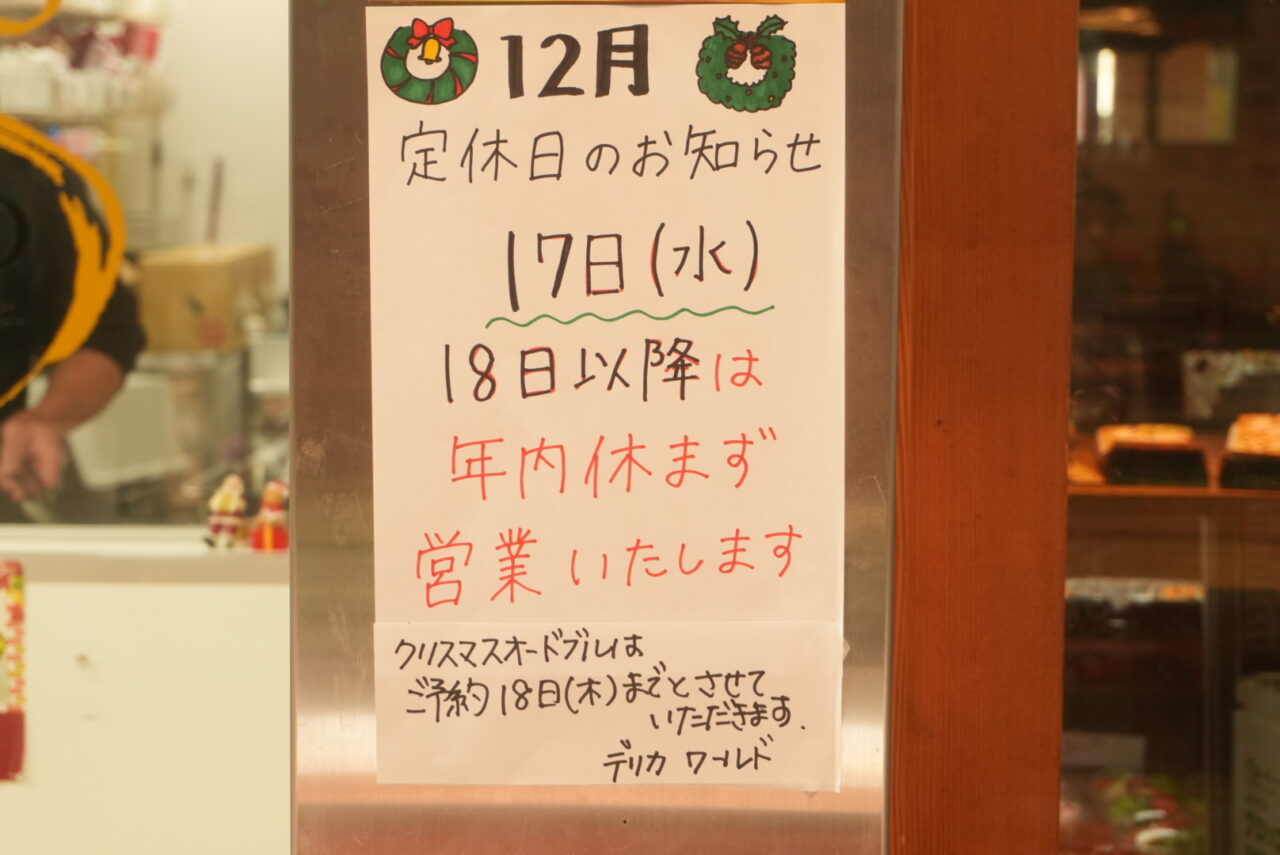 12月
定休日のお知らせ
17日(水)
18日以降は
年内休まず
営業いたします
クリスマスオードブルは
ご予約18日(木)までとさせて
いただきます.
デリカ ワールド